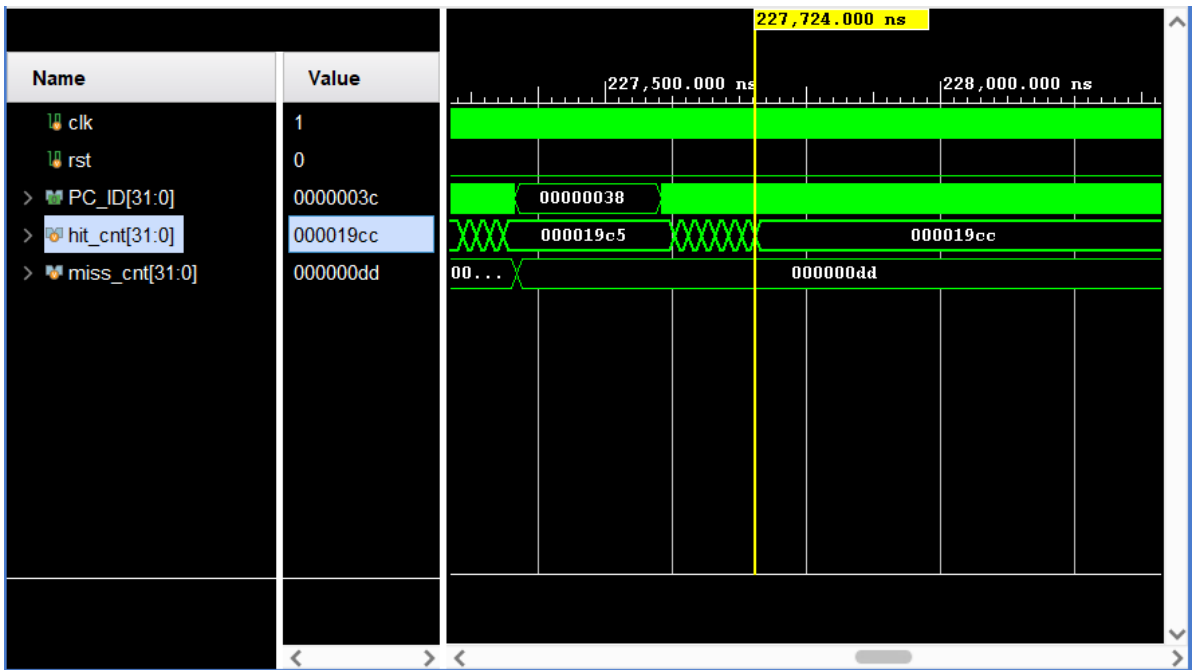 227,724.000 ns
Name Value
227,500.000 ns 228,000.000 ns
clk 1
rst 0
PC_ID[31:0] 0000003c 00000038
hit_cnt[31:0] 000019cc 000019c5 000019cc
miss_cnt[31:0] 000000dd 00... 000000dd